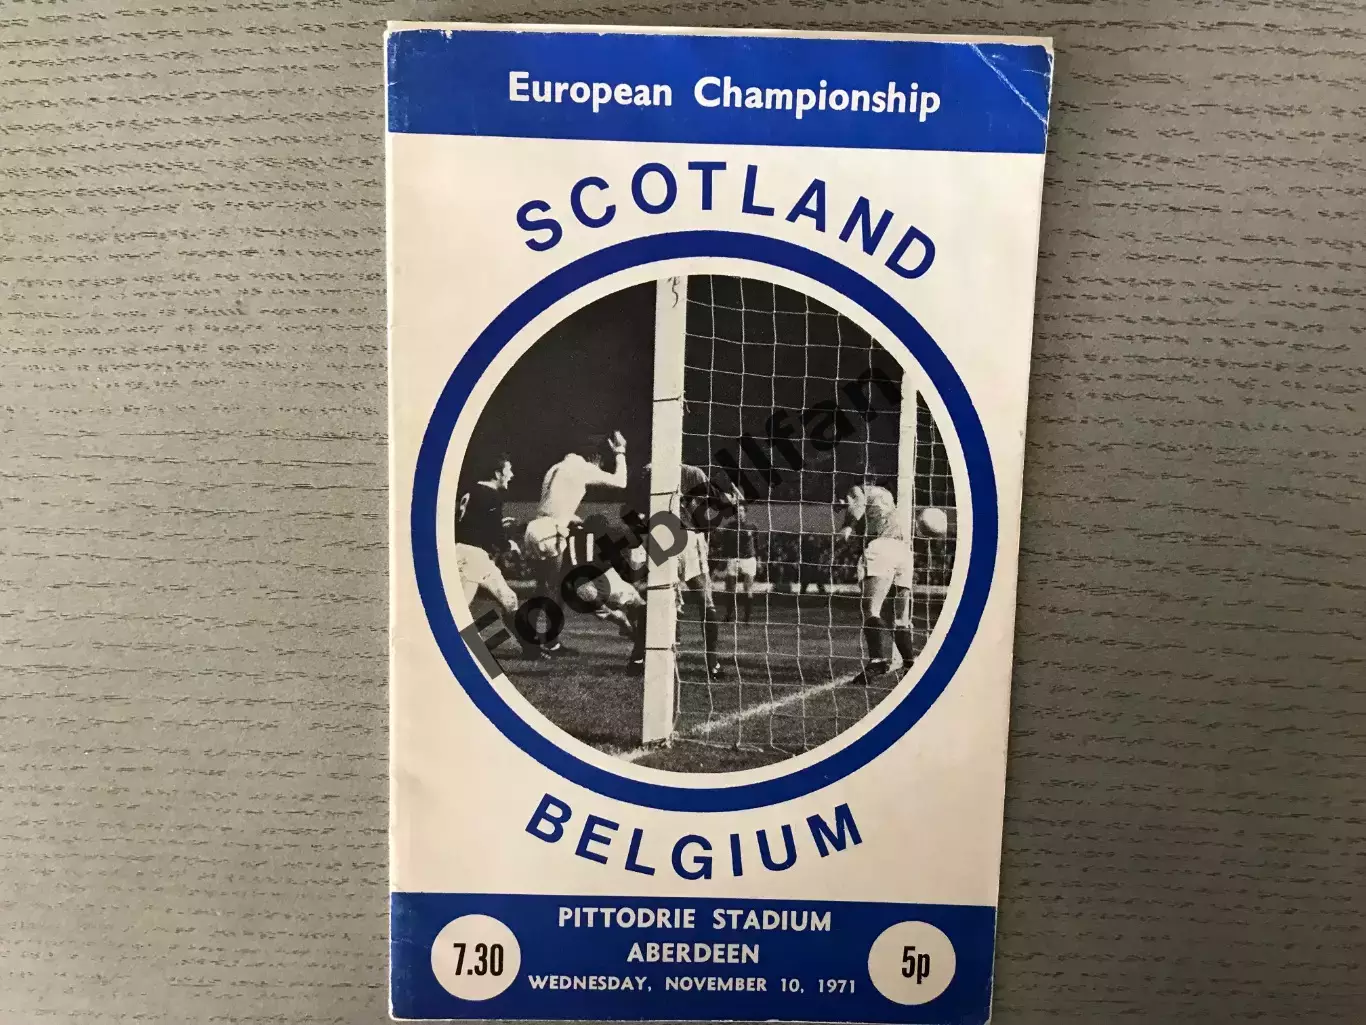 European Championship
SCOTLAND
Footballfan
BELGIUM
PITTODRIE STADIUM
ABERDEEN
WEDNESDAY, NOVEMBER 10, 1971
7.30
5p